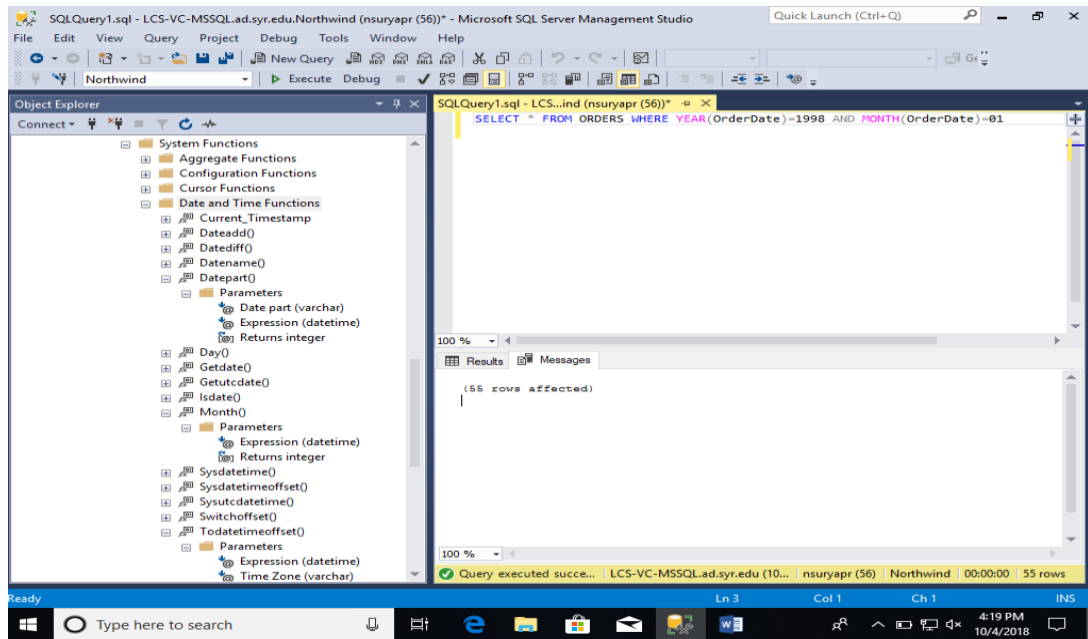 SQLQuery1.sql - LCS-VC-MSSQL.ad.syr.edu.Northwind (nsuryapr (56))* - Microsoft SQL Server Management Studio
Quick Launch (Ctrl+Q)
File Edit View Query Project Debug Tools Window Help
New Query
Northwind
Execute Debug
Object Explorer
Connect
System Functions
Aggregate Functions
Configuration Functions
Cursor Functions
Date and Time Functions
Current_Timestamp
Dateadd()
Datediff()
Datename()
Datepart()
Parameters
Date part (varchar)
Expression (datetime)
Returns integer
Day()
Getdate()
Getutcdate()
Isdate()
Month()
Parameters
Expression (datetime)
Returns integer
Sysdatetime()
Sysdatetimeoffset()
Sysutcdatetime()
Switchoffset()
Todatetimeoffset()
Parameters
Expression (datetime)
Time Zone (varchar)
SQLQuery1.sql - LCS...ind (nsuryapr (56))*
SELECT * FROM ORDERS WHERE YEAR(OrderDate)=1998 AND MONTH(OrderDate)=01
100 %
Results Messages
(55 rows affected)
100 %
Query executed succe... LCS-VC-MSSQL.ad.syr.edu (10... nsuryapr (56) Northwind 00:00:00 55 rows
Ready Ln 3 Col 1 Ch 1 INS
Type here to search
4:19 PM
10/4/2018